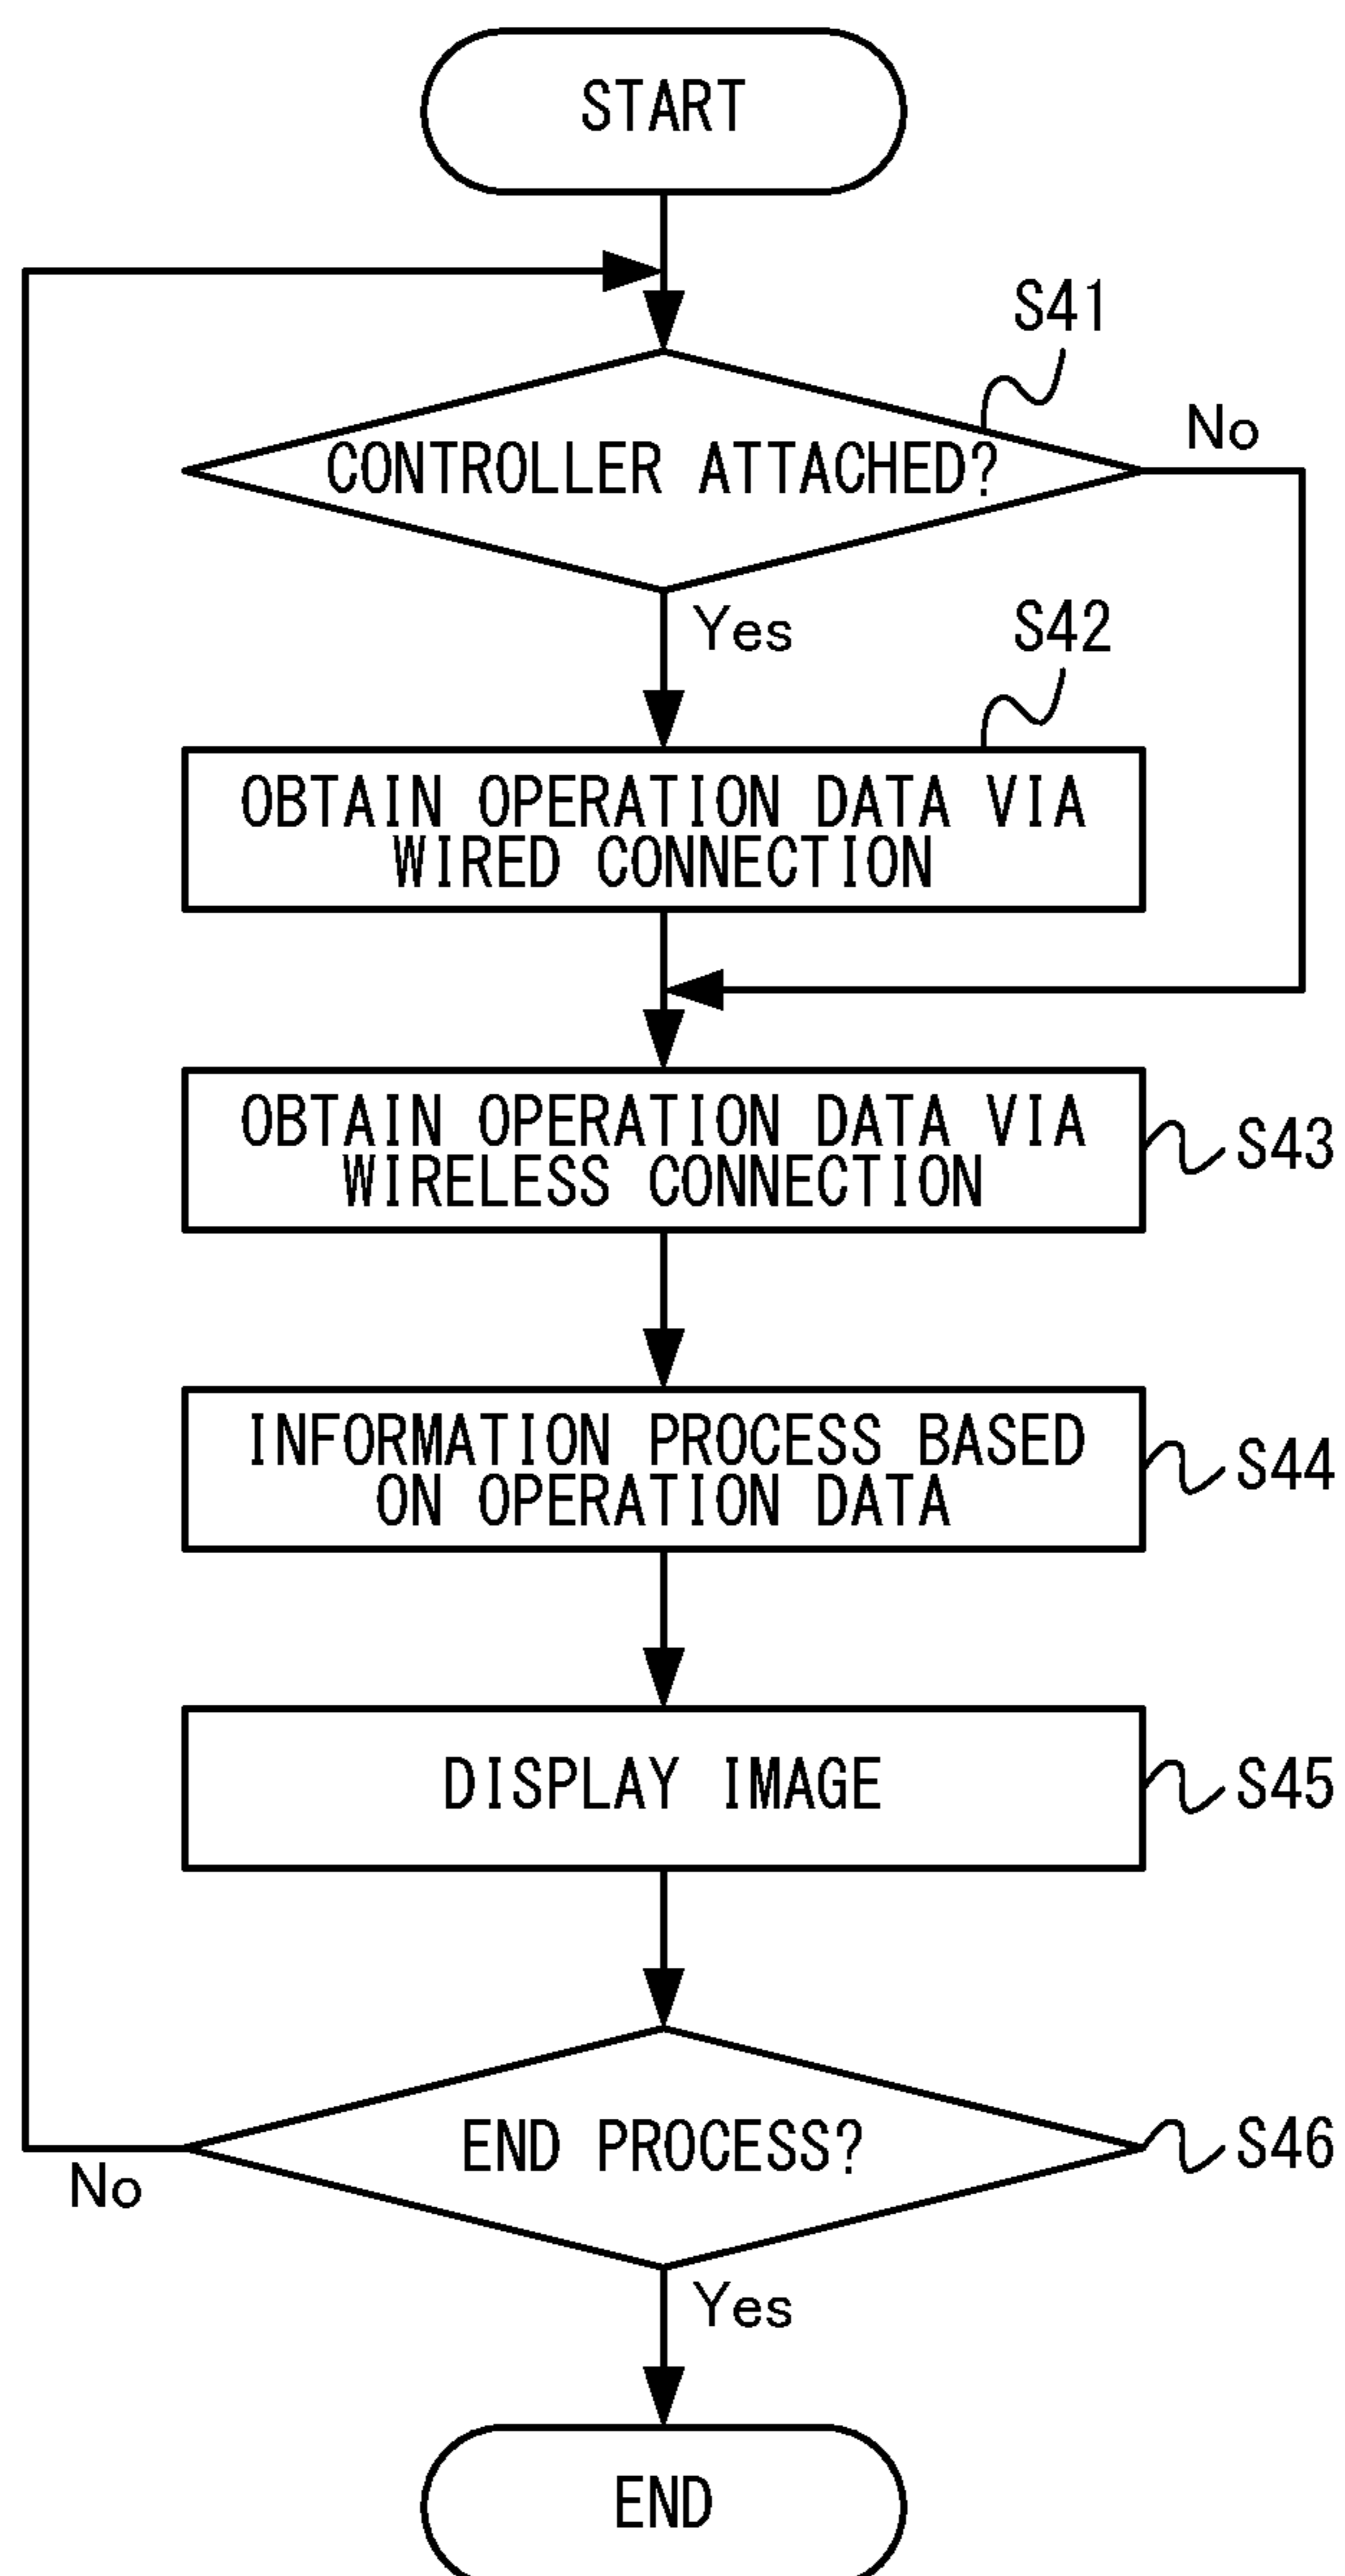 START
S41
No
CONTROLLER ATTACHED?
Yes
S42
OBTAIN OPERATION DATA VIA
WIRED CONNECTION
OBTAIN OPERATION DATA VIA
WIRELESS CONNECTION
S43
INFORMATION PROCESS BASED
ON OPERATION DATA
S44
DISPLAY IMAGE
S45
END PROCESS?
S46
No
Yes
END